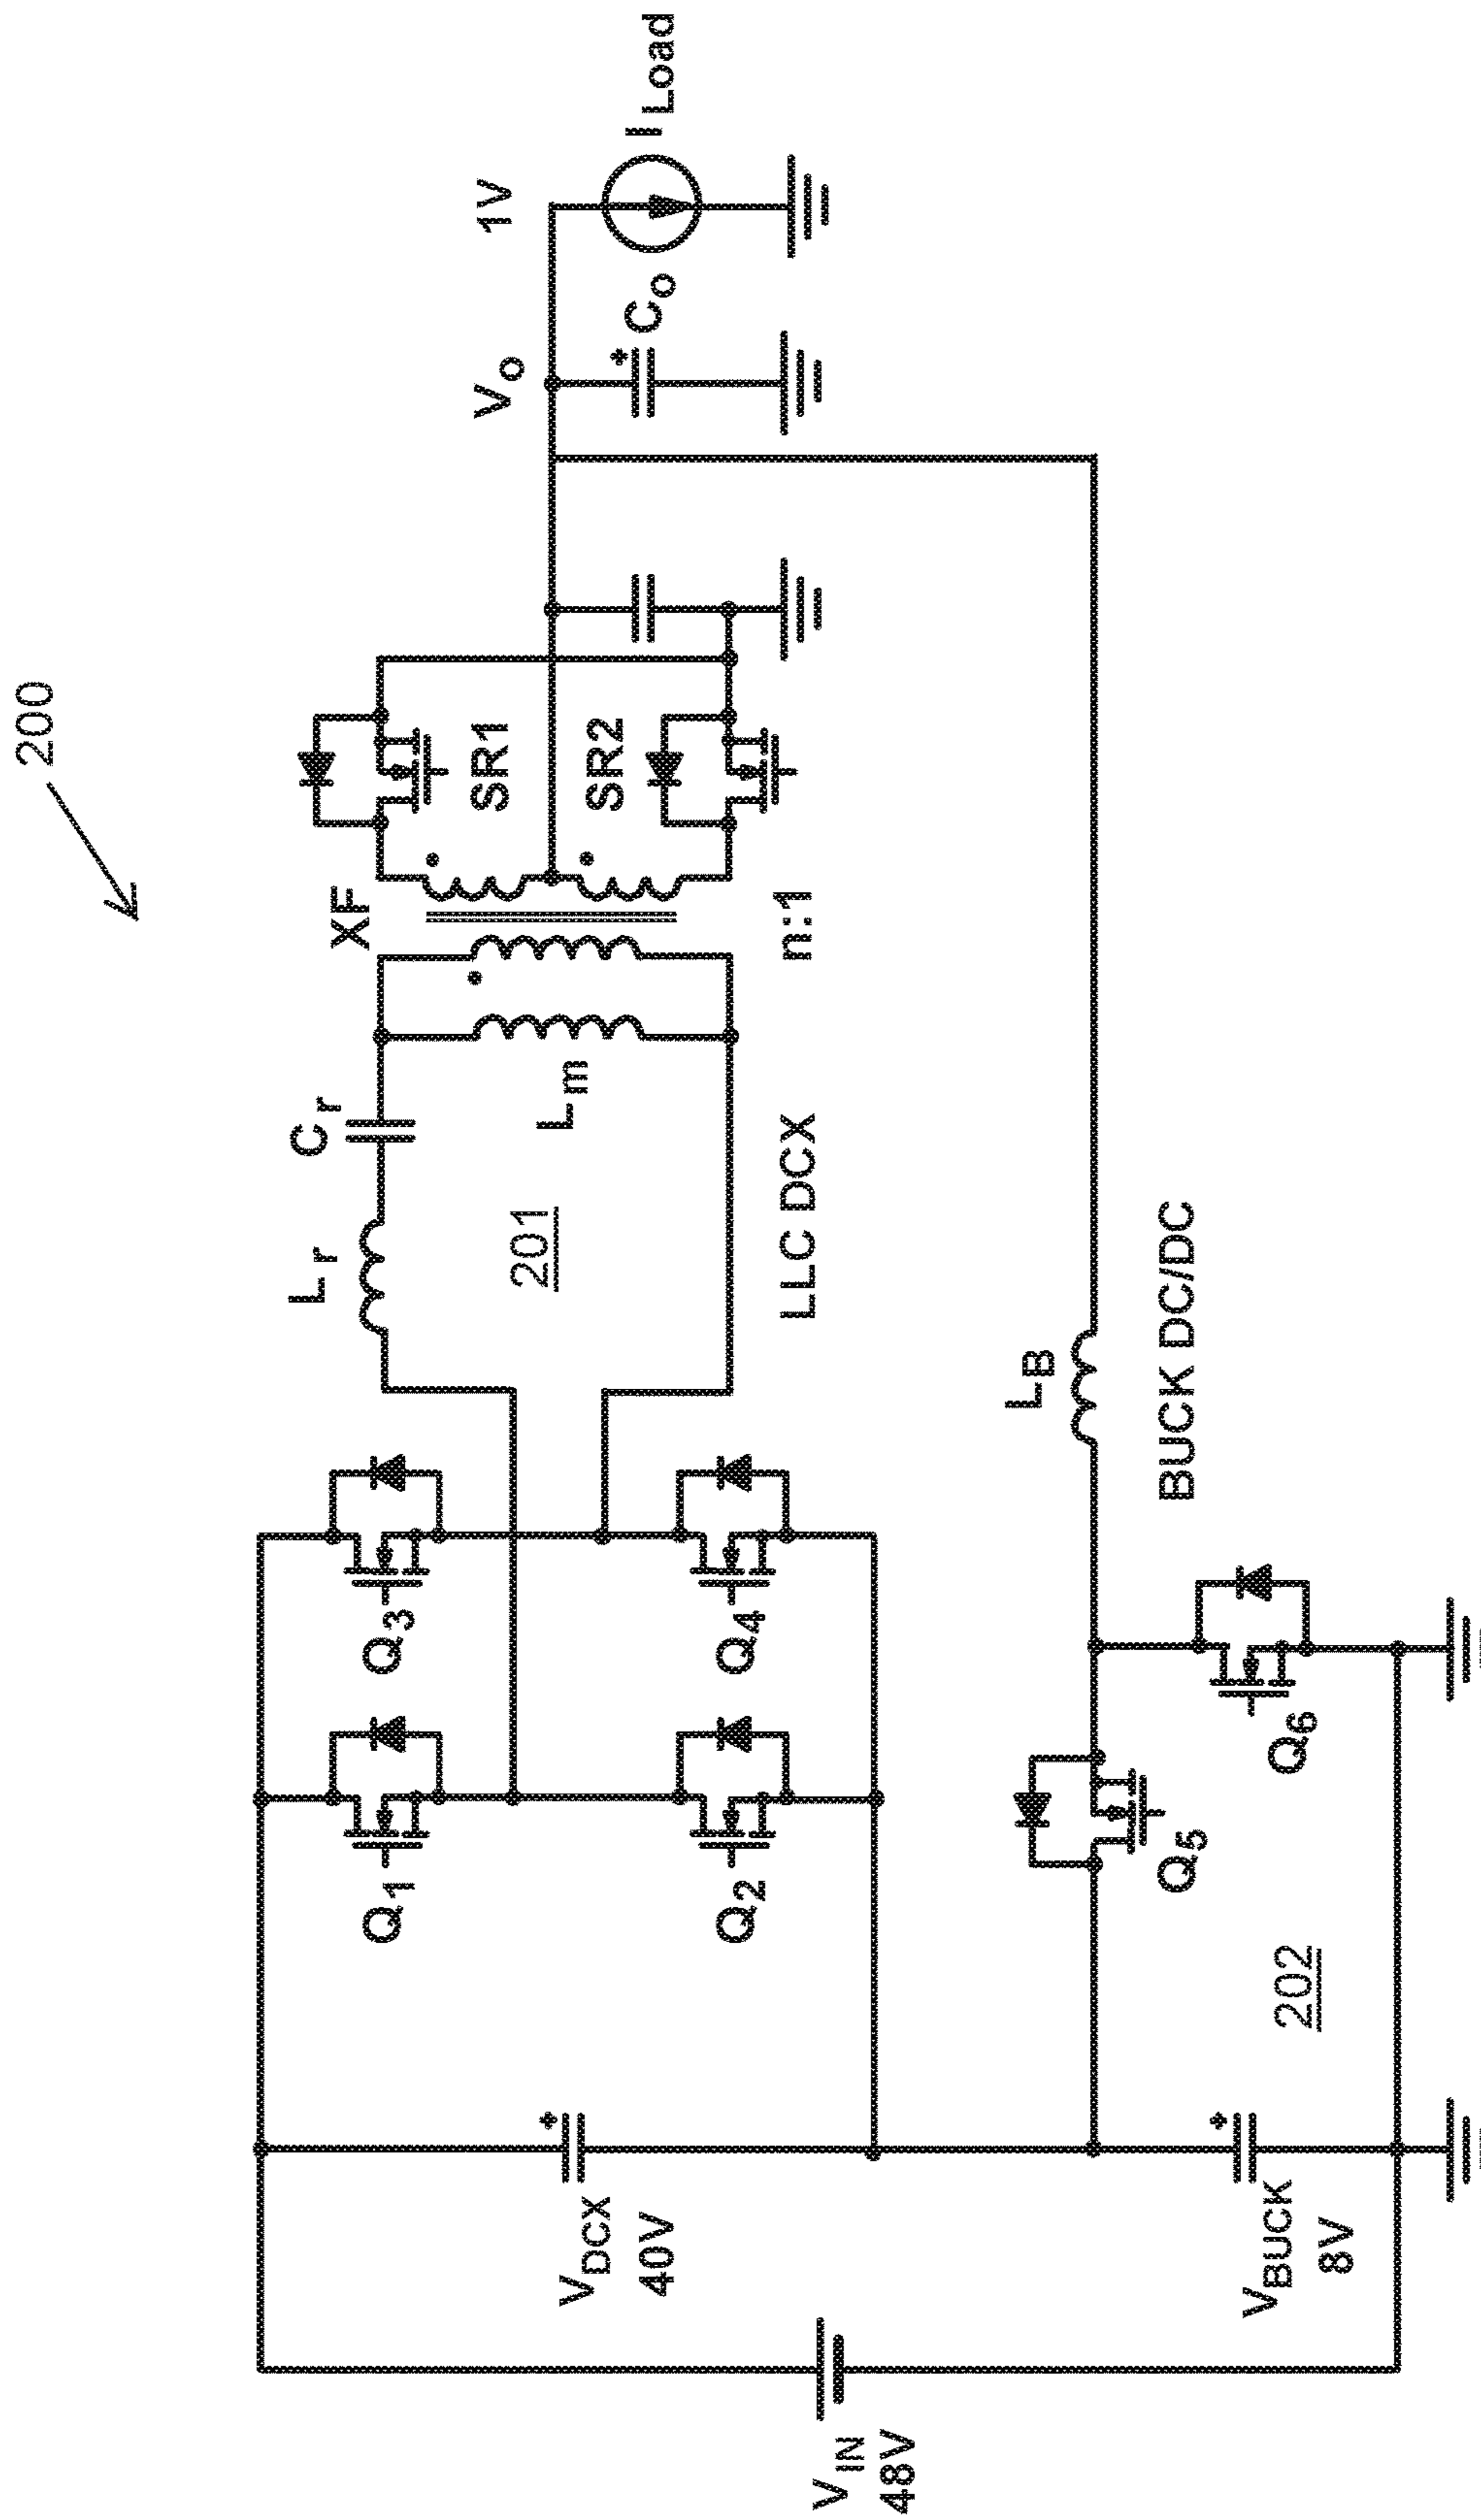 200
XF
Lr
Cr
Lm
201
LLC DCX
n:1
SR1
SR2
Vo
Co
1V
ILoad
Q1
Q2
Q3
Q4
VDCX
40V
VIN
48V
VBUCK
8V
202
Q5
Q6
LB
BUCK DC/DC